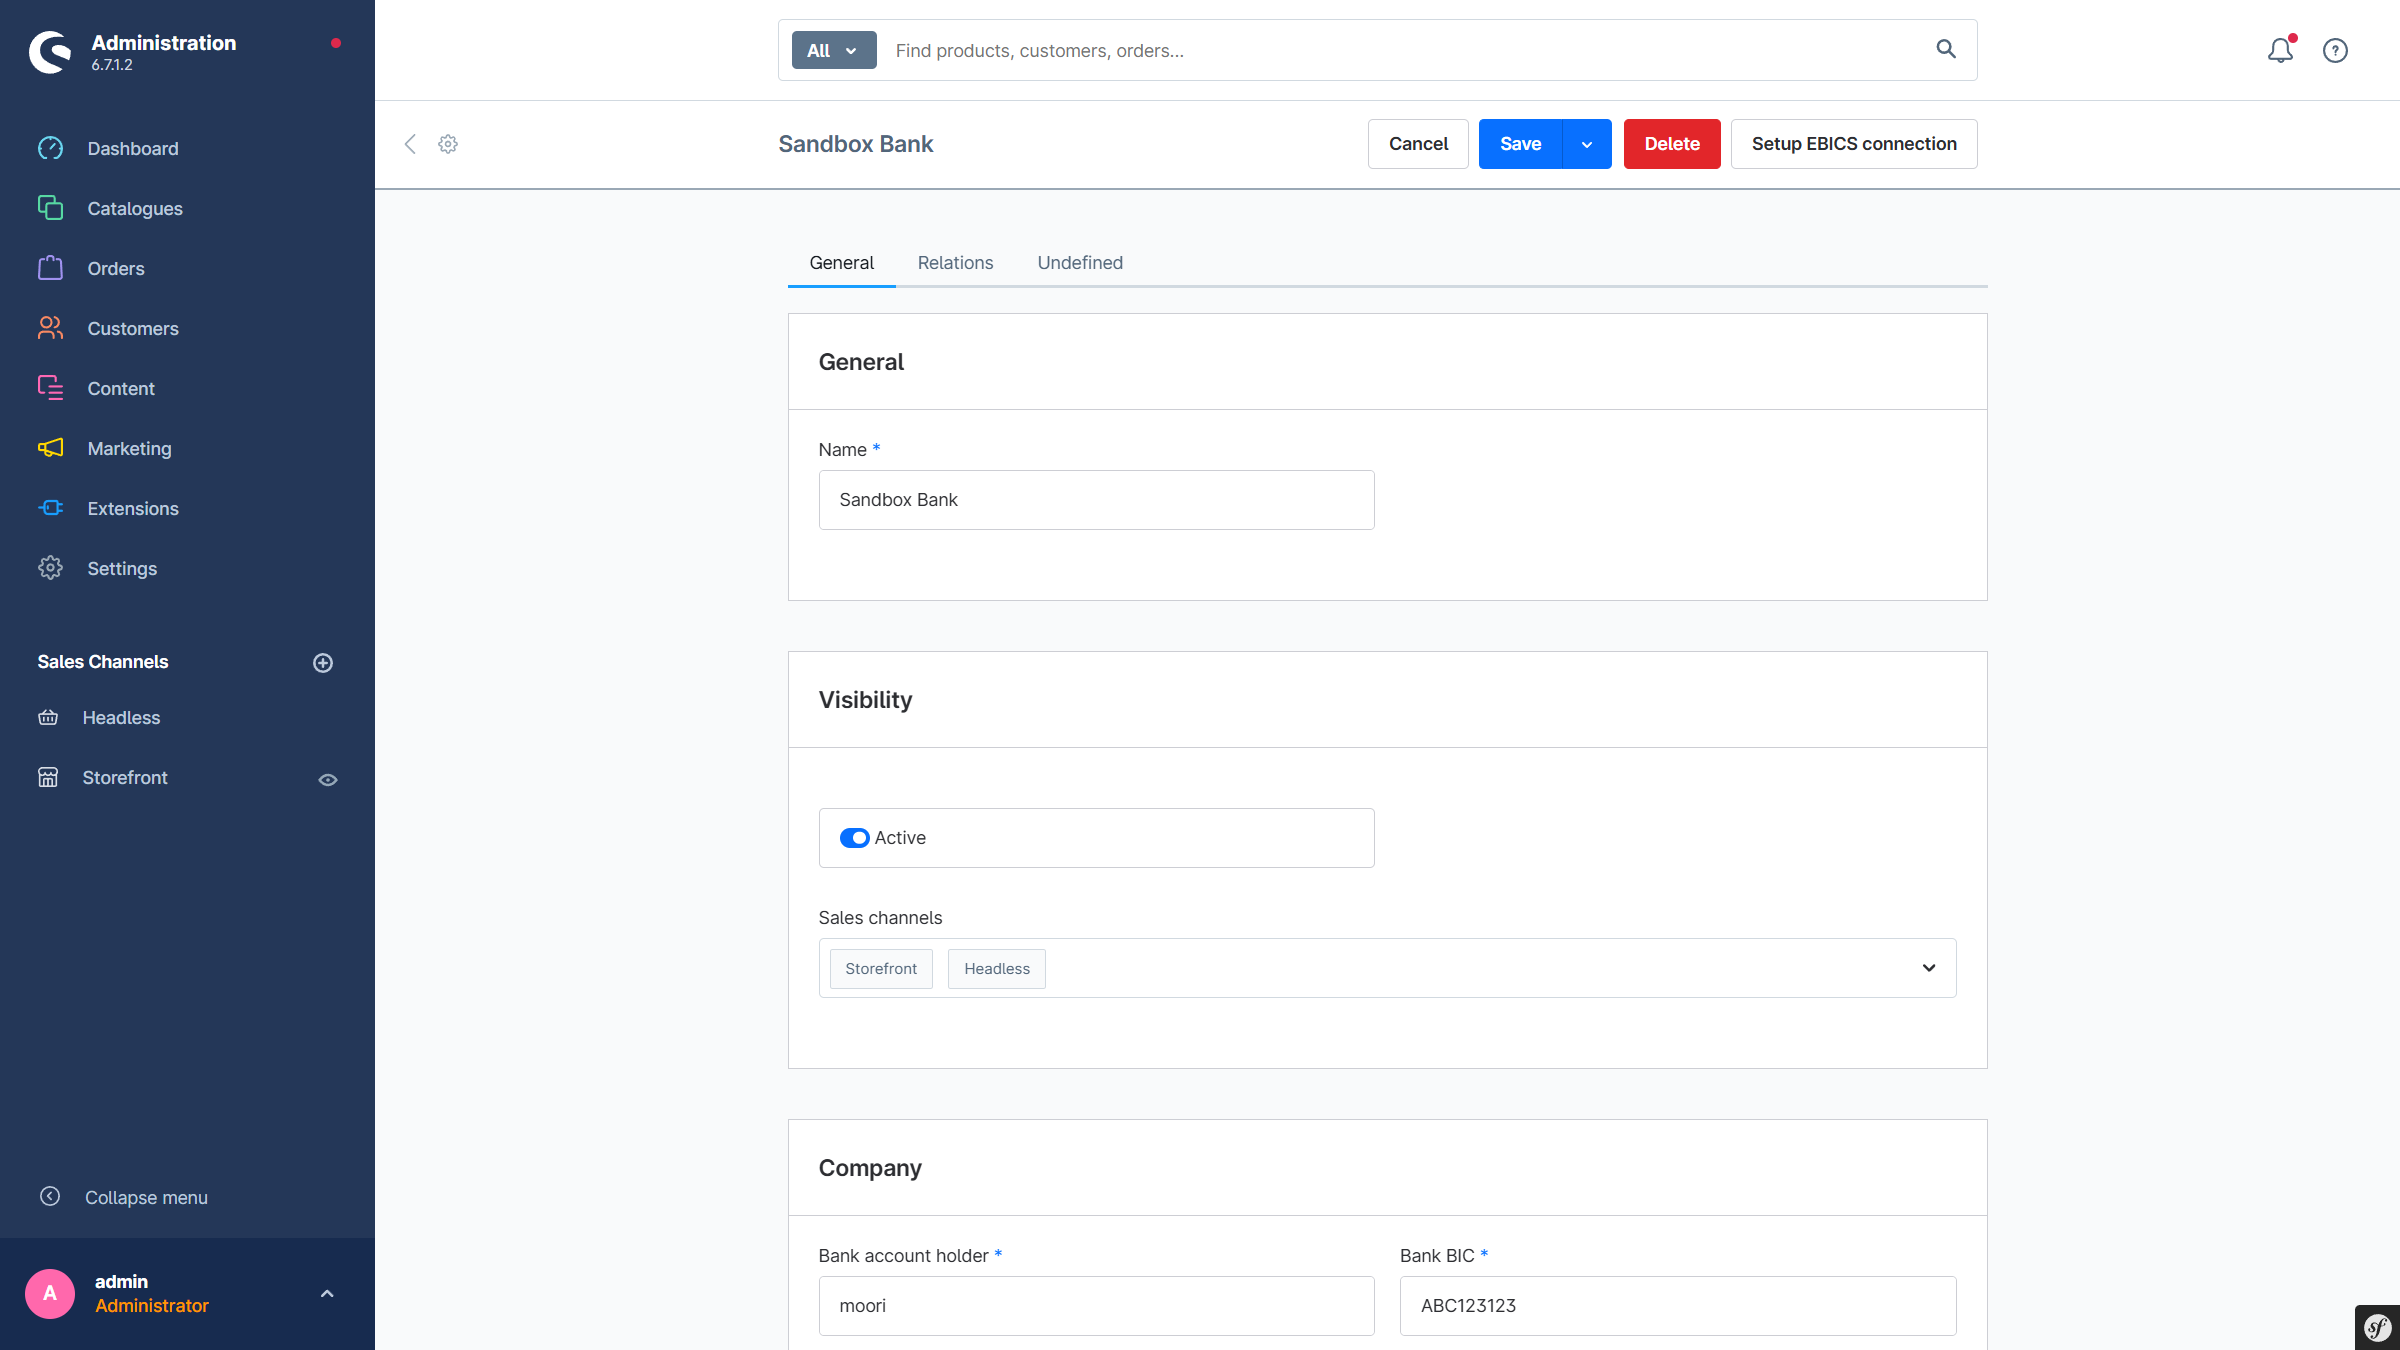 Administration
6.7.1.2
All
Find products, customers, orders...
Dashboard
Catalogues
Orders
Customers
Content
Marketing
Extensions
Settings
Sales Channels
Headless
Storefront
Collapse menu
A
admin
Administrator
Sandbox Bank
Cancel
Save
Delete
Setup EBICS connection
General
Relations
Undefined
General
Name *
Sandbox Bank
Visibility
Active
Sales channels
Storefront
Headless
Company
Bank account holder *
Bank BIC *
moori
ABC123123
sf